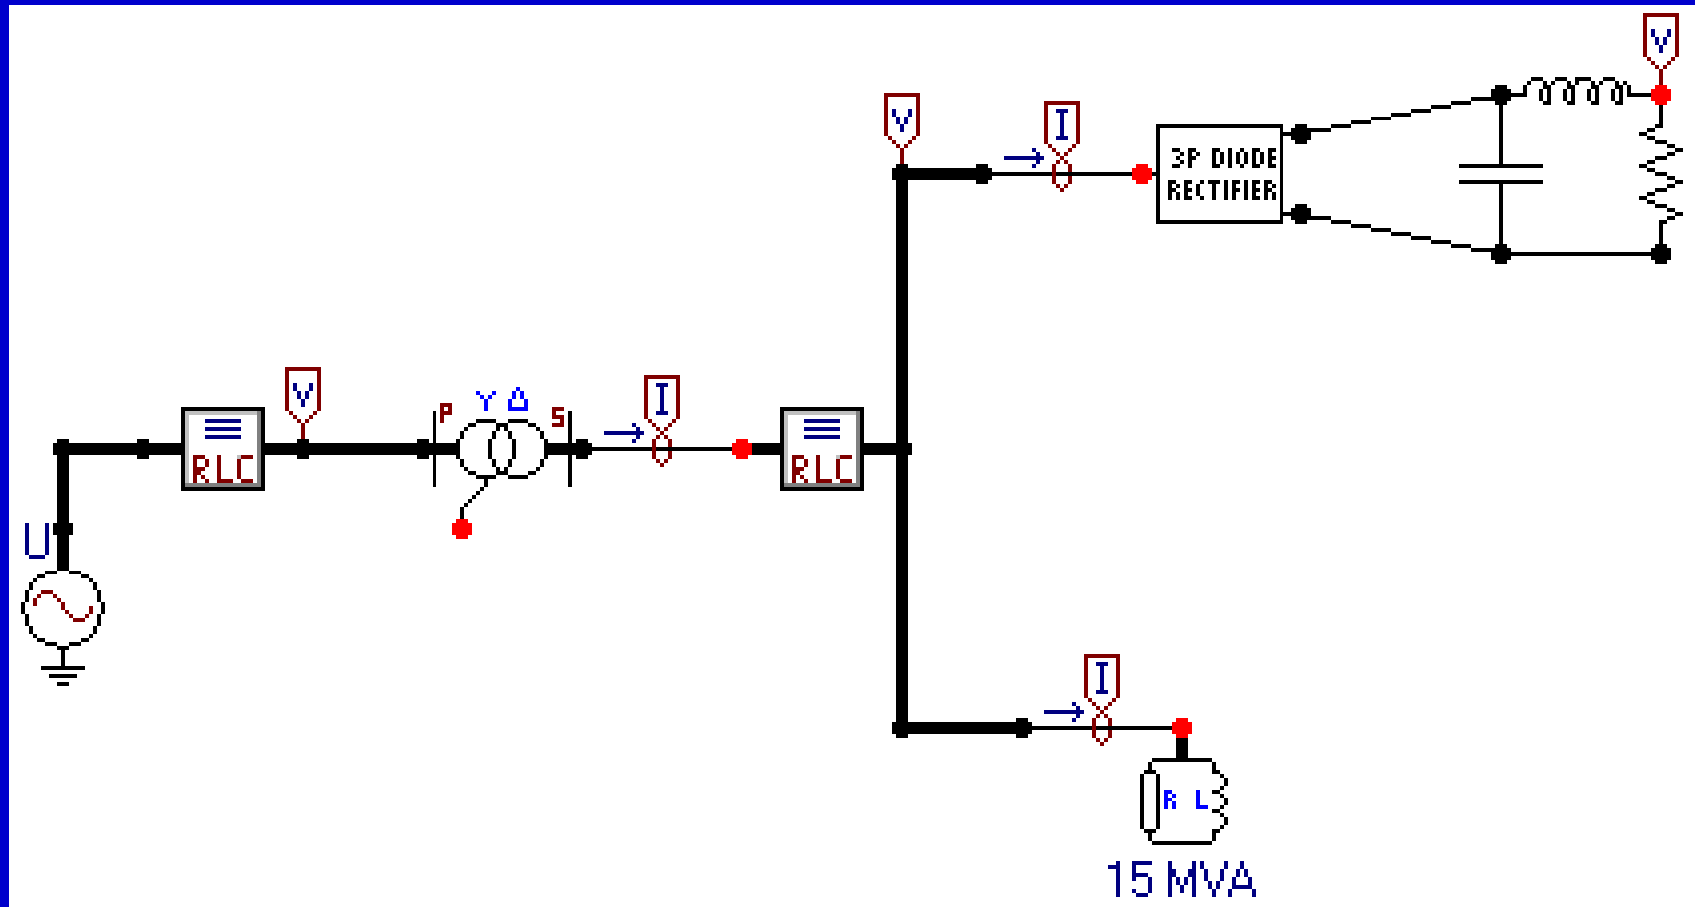 V
V
I
3P DIODE
RECTIFIER
V
P
Y Δ
S
I
RLC
RLC
U
I
R L
15 MVA